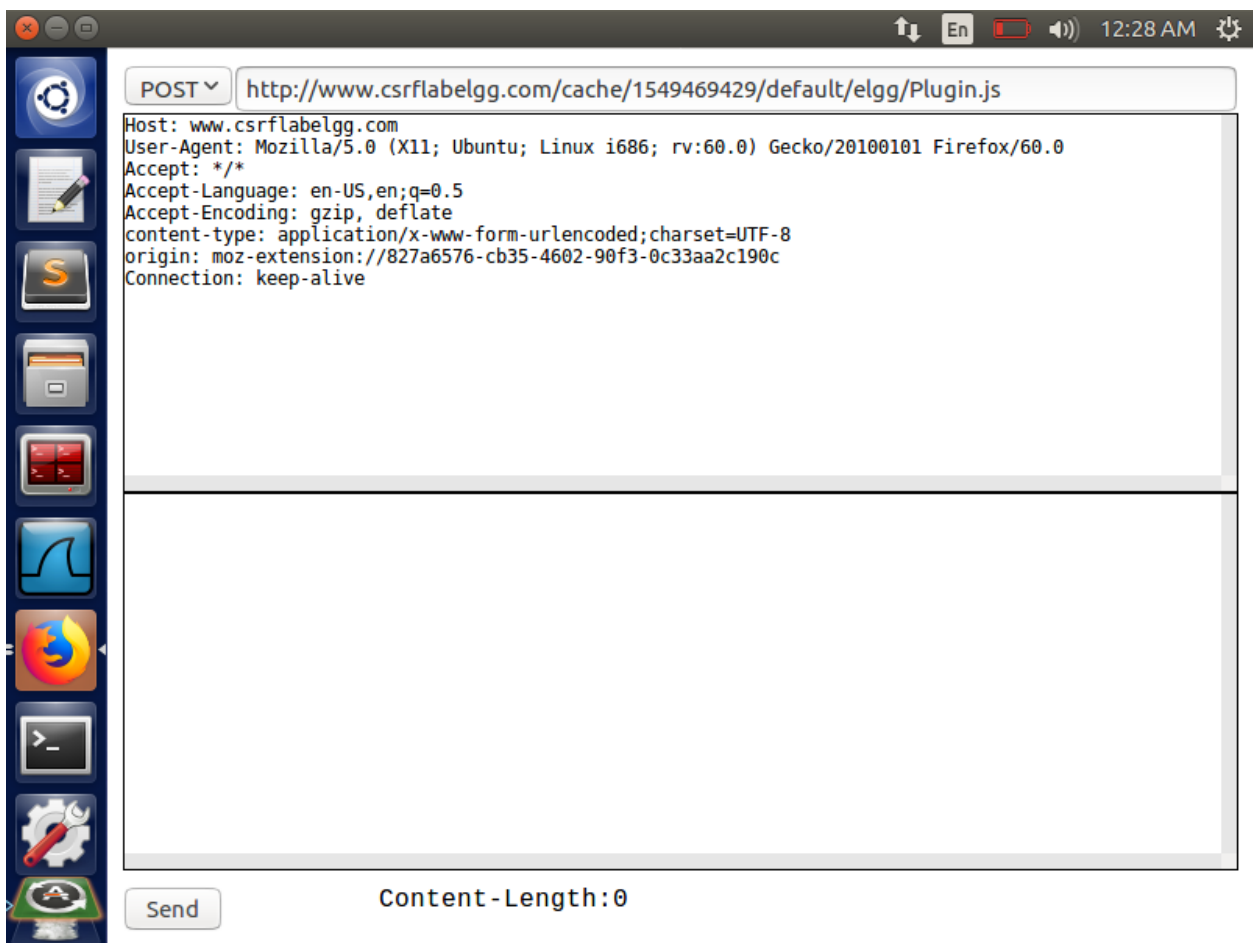 En 12:28 AM
POST http://www.csrflabelgg.com/cache/1549469429/default/elgg/Plugin.js
Host: www.csrflabelgg.com
User-Agent: Mozilla/5.0 (X11; Ubuntu; Linux i686; rv:60.0) Gecko/20100101 Firefox/60.0
Accept: */*
Accept-Language: en-US,en;q=0.5
Accept-Encoding: gzip, deflate
content-type: application/x-www-form-urlencoded;charset=UTF-8
origin: moz-extension://827a6576-cb35-4602-90f3-0c33aa2c190c
Connection: keep-alive
Send Content-Length:0